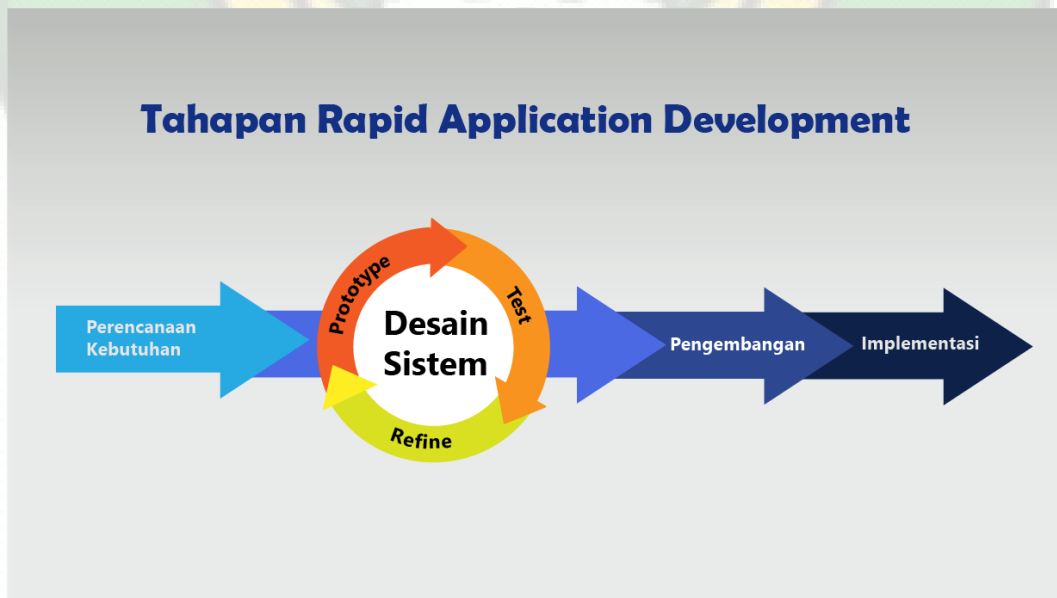 Tahapan Rapid Application Development
Perencanaan
Kebutuhan
Prototype
Test
Refine
Desain
Sistem
Pengembangan
Implementasi